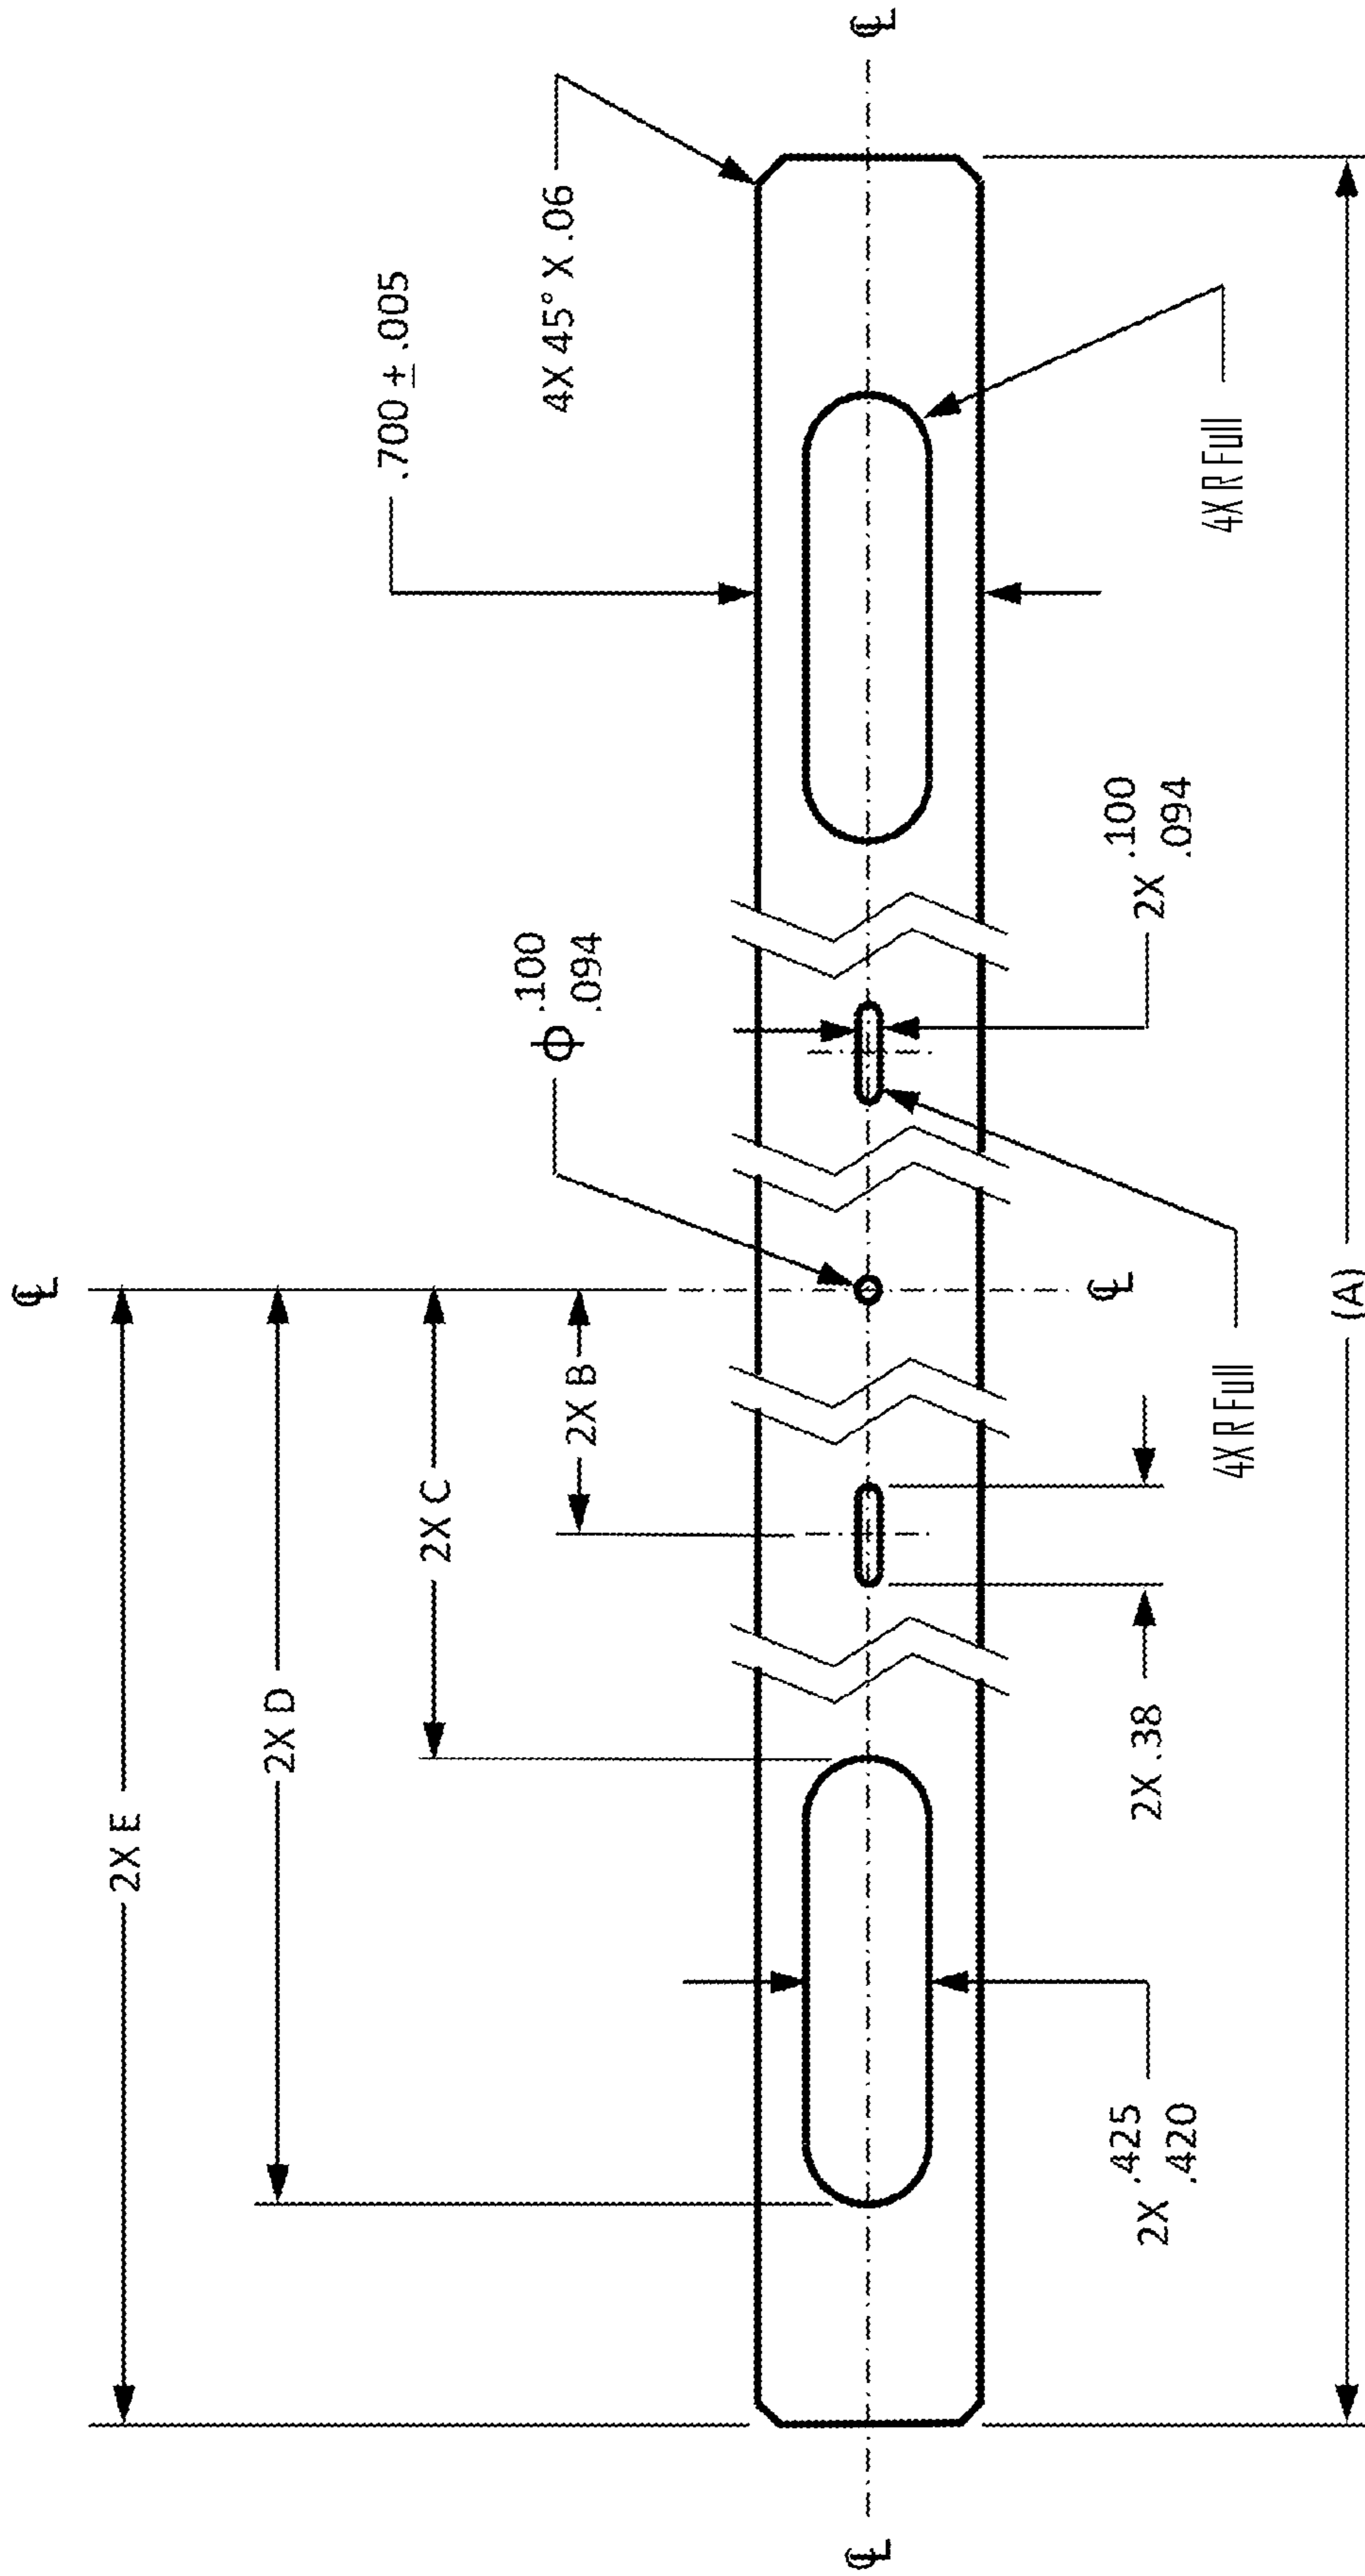 ℄
2X E
2X D
2X C
2X B
⌀ .100
.094
.700 ± .005
4X 45° X .06
℄
℄
℄
2X .425
.420
2X .38
4X R Full
2X .100
.094
4X R Full
(A)